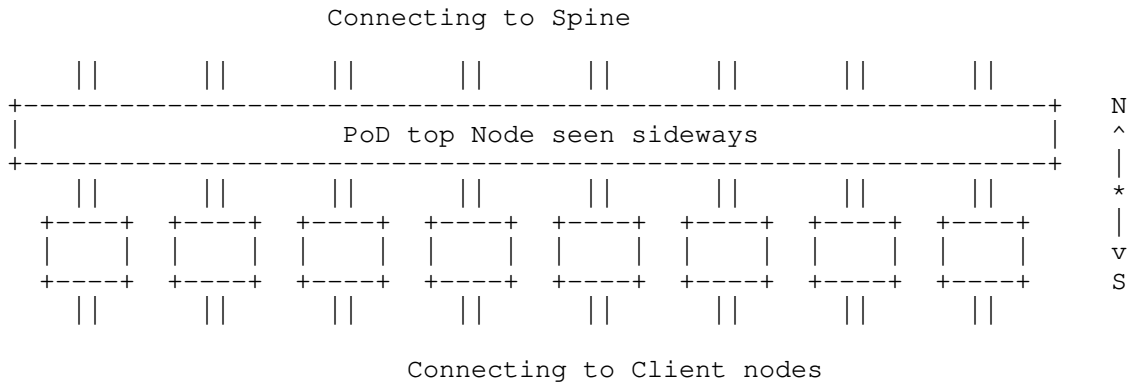 Connecting to Spine
PoD top Node seen sideways
N
^
|
*
|
v
S
Connecting to Client nodes